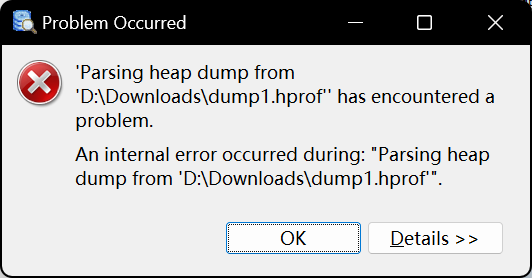 Problem Occurred
'Parsing heap dump from
'D:\Downloads\dump1.hprof'' has encountered a
problem.
An internal error occurred during: "Parsing heap
dump from 'D:\Downloads\dump1.hprof'".
OK
Details >>